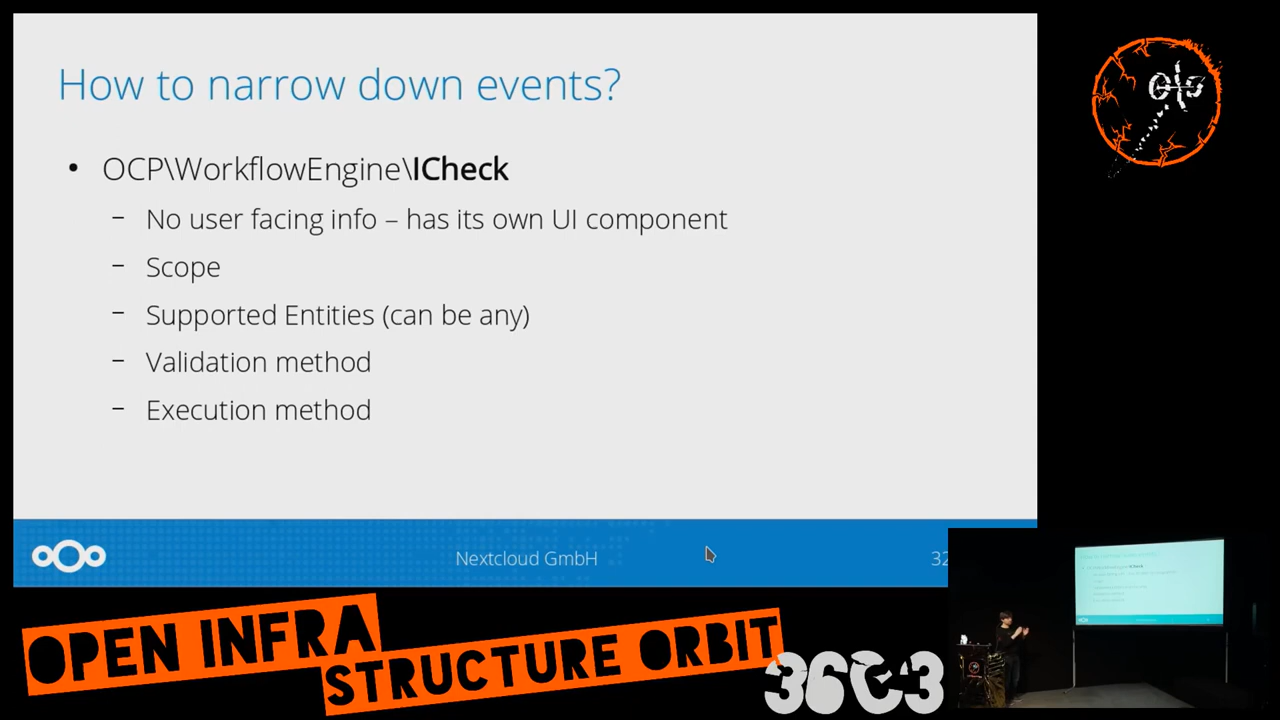 How to narrow down events?
• OCP\WorkflowEngine\ICheck
– No user facing info – has its own UI component
– Scope
– Supported Entities (can be any)
– Validation method
– Execution method
Nextcloud GmbH
32
OIO
OPEN INFRA
STRUCTURE ORBIT
36C3